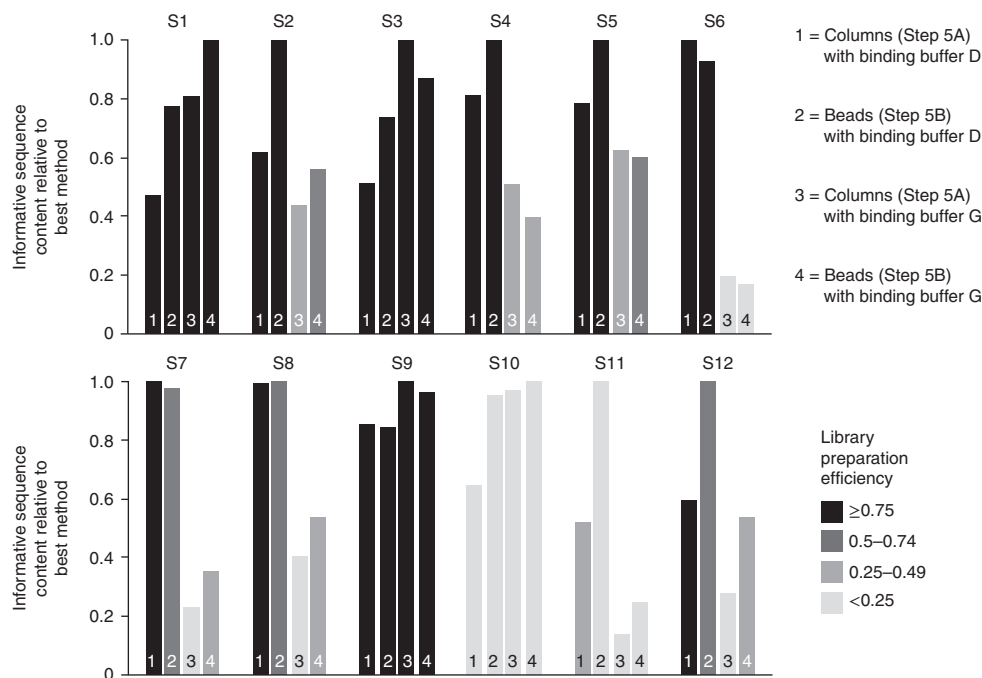 S1 S2 S3 S4 S5 S6
Informative sequence
content relative to
best method
1.0
0.8
0.6
0.4
0.2
0
1 2 3 4 1 2 3 4 1 2 3 4 1 2 3 4 1 2 3 4 1 2 3 4
1 = Columns (Step 5A)
with binding buffer D
2 = Beads (Step 5B)
with binding buffer D
3 = Columns (Step 5A)
with binding buffer G
4 = Beads (Step 5B)
with binding buffer G
S7 S8 S9 S10 S11 S12
Informative sequence
content relative to
best method
1.0
0.8
0.6
0.4
0.2
0
1 2 3 4 1 2 3 4 1 2 3 4 1 2 3 4 1 2 3 4 1 2 3 4
Library
preparation
efficiency
≥0.75
0.5–0.74
0.25–0.49
<0.25